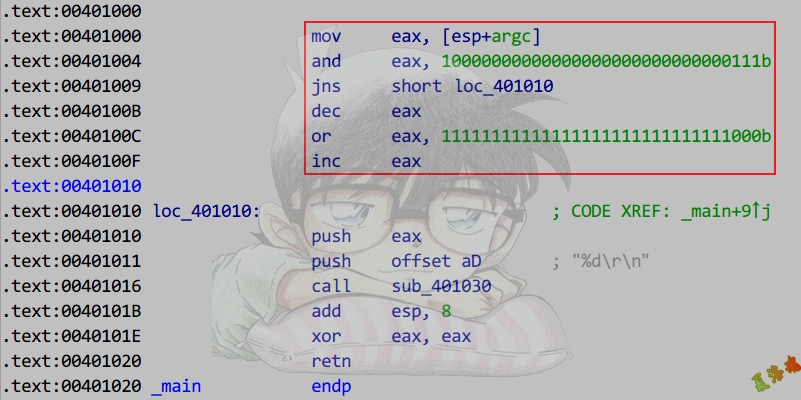 .text:00401000
.text:00401000 mov eax, [esp+argc]
.text:00401004 and eax, 10000000000000000000000000000111b
.text:00401009 jns short loc_401010
.text:0040100B dec eax
.text:0040100C or eax, 11111111111111111111111111111000b
.text:0040100F inc eax
.text:00401010
.text:00401010 loc_401010: ; CODE XREF: _main+9↑j
.text:00401010 push eax
.text:00401011 push offset aD ; "%d\r\n"
.text:00401016 call sub_401030
.text:0040101B add esp, 8
.text:0040101E xor eax, eax
.text:00401020 retn
.text:00401020 _main endp